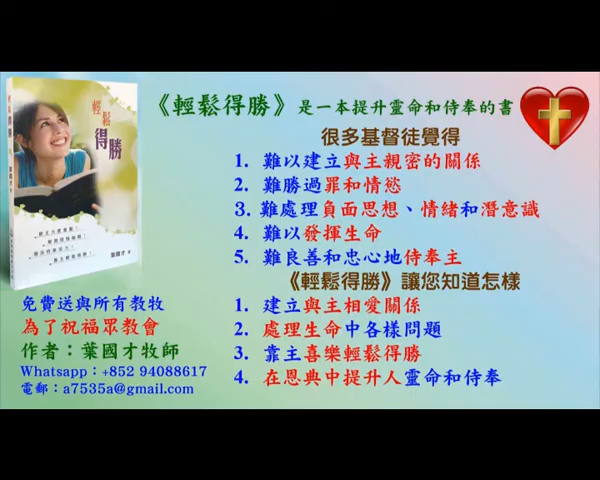 《輕鬆得勝》是一本提升靈命和侍奉的書
很多基督徒覺得
1. 難以建立與主親密的關係
2. 難勝過罪和情慾
3. 難處理負面思想、情緒和潛意識
4. 難以發揮生命
5. 難良善和忠心地侍奉主
《輕鬆得勝》讓您知道怎樣
1. 建立與主相愛關係
2. 處理生命中各樣問題
3. 靠主喜樂輕鬆得勝
4. 在恩典中提升人靈命和侍奉
輕鬆
得勝
葉國才 著
免費送與所有教牧
為了祝福眾教會
作者：葉國才牧師
Whatsapp：+852 94088617
電郵：a7535a@gmail.com